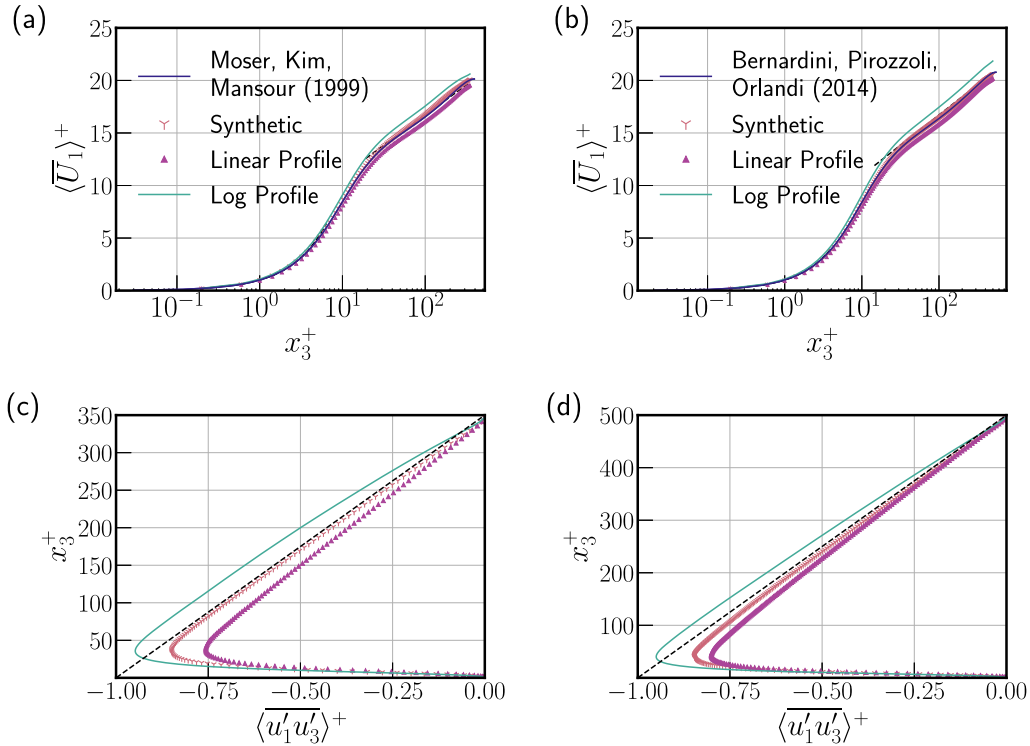 (a)
25
20
15
10
5
0
⟨U̅₁⟩⁺
Moser, Kim,
Mansour (1999)
Synthetic
Linear Profile
Log Profile
10⁻¹
10⁰
10¹
10²
x₃⁺
(b)
25
20
15
10
5
0
⟨U̅₁⟩⁺
Bernardini, Pirozzoli,
Orlandi (2014)
Synthetic
Linear Profile
Log Profile
10⁻¹
10⁰
10¹
10²
x₃⁺
(c)
350
300
250
200
150
100
50
x₃⁺
−1.00
−0.75
−0.50
−0.25
0.00
⟨u̅₁′u̅₃′⟩⁺
(d)
500
400
300
200
100
x₃⁺
−1.00
−0.75
−0.50
−0.25
0.00
⟨u̅₁′u̅₃′⟩⁺